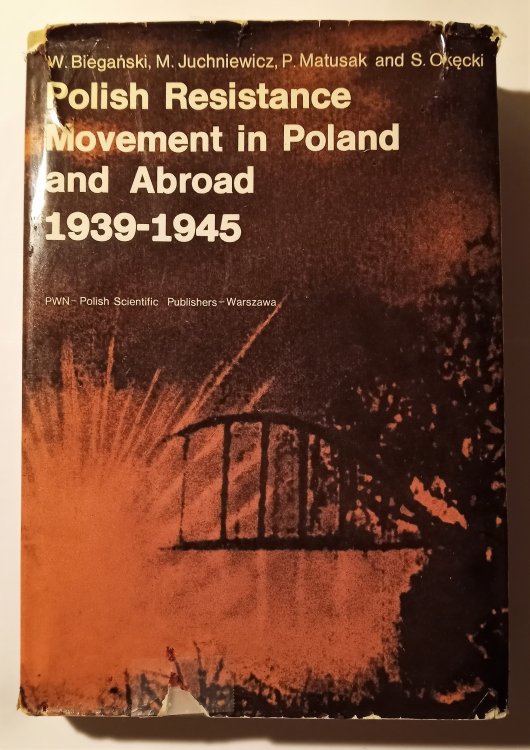 W. Biegański, M. Juchniewicz, P. Matusak and S. Okęcki
Polish Resistance
Movement in Poland
and Abroad
1939-1945
PWN – Polish Scientific Publishers – Warszawa